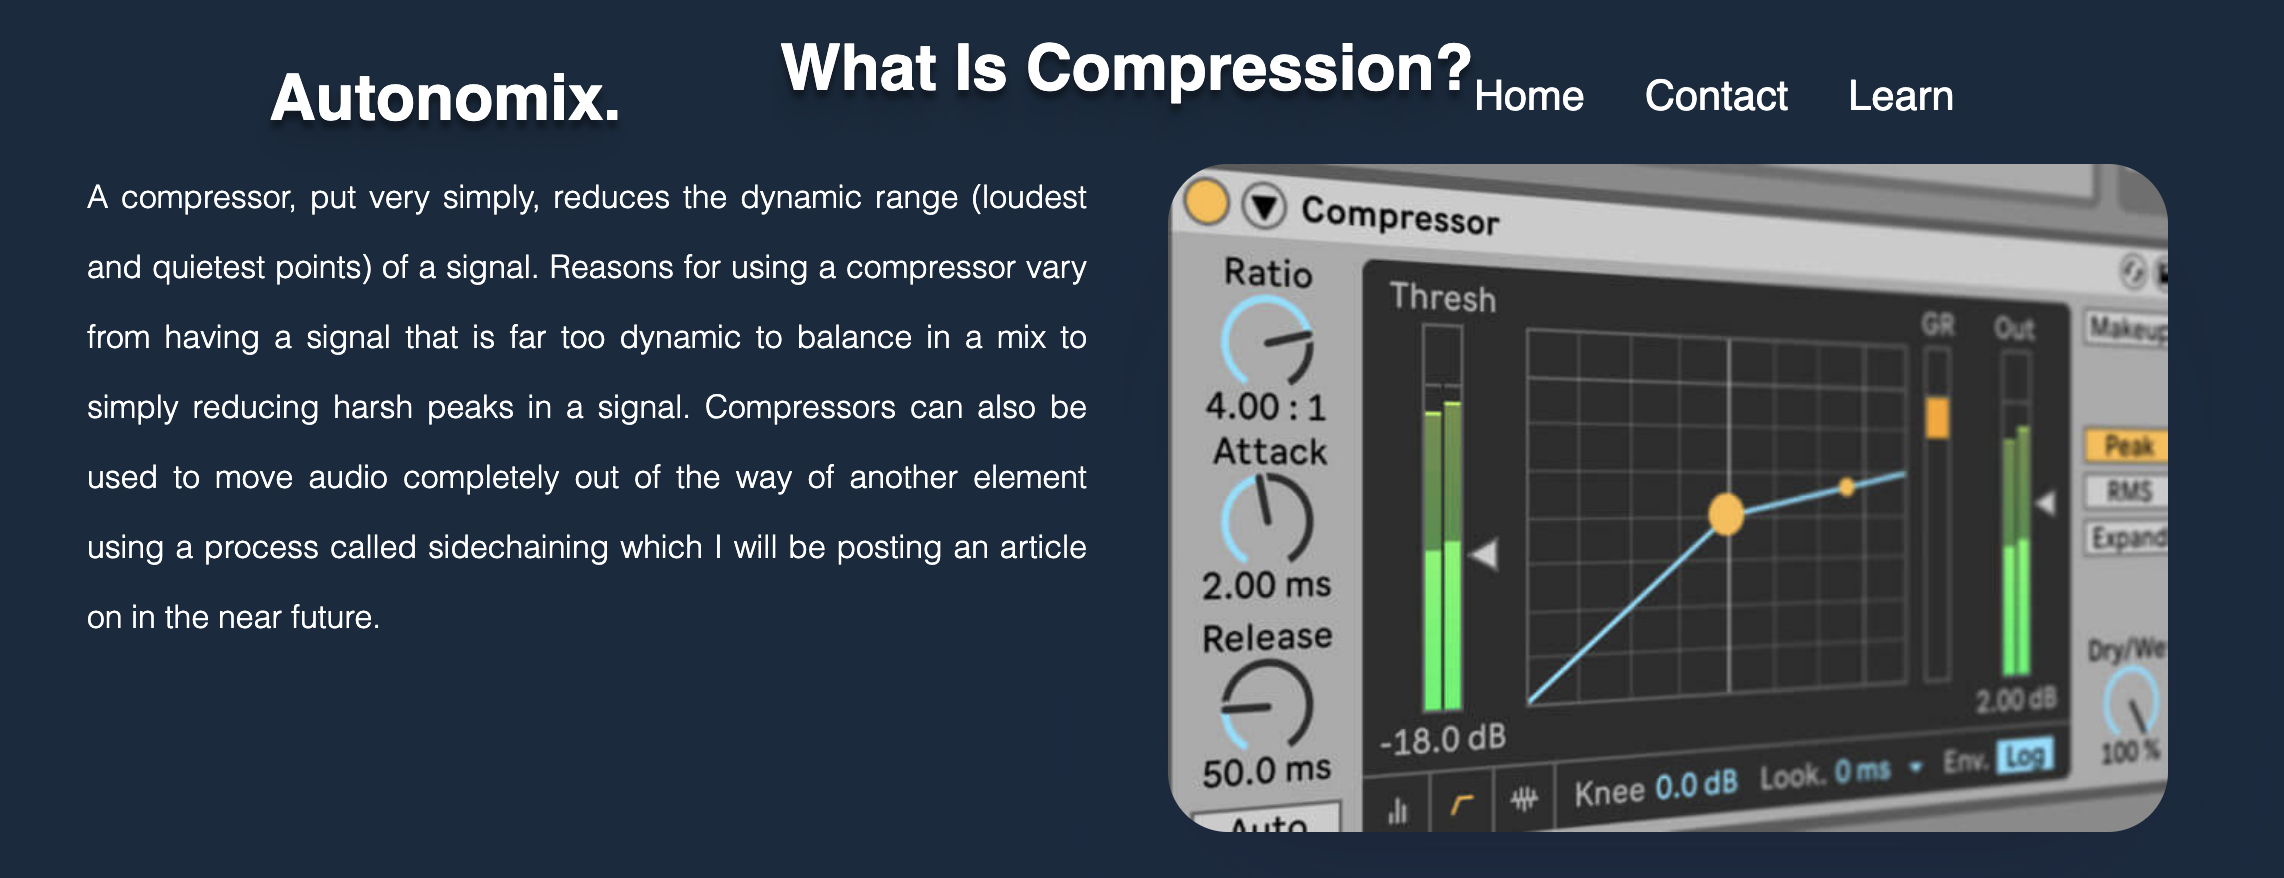 What Is Compression?
Autonomix.
Home Contact Learn
A compressor, put very simply, reduces the dynamic range (loudest
and quietest points) of a signal. Reasons for using a compressor vary
from having a signal that is far too dynamic to balance in a mix to
simply reducing harsh peaks in a signal. Compressors can also be
used to move audio completely out of the way of another element
using a process called sidechaining which I will be posting an article
on in the near future.
Compressor
Ratio
4.00 : 1
Attack
2.00 ms
Release
50.0 ms
Auto
Thresh
-18.0 dB
GR
Out
2.00 dB
Knee 0.0 dB Look. 0 ms Env. Log
Makeup
Peak
RMS
Expand
Dry/We
100 %